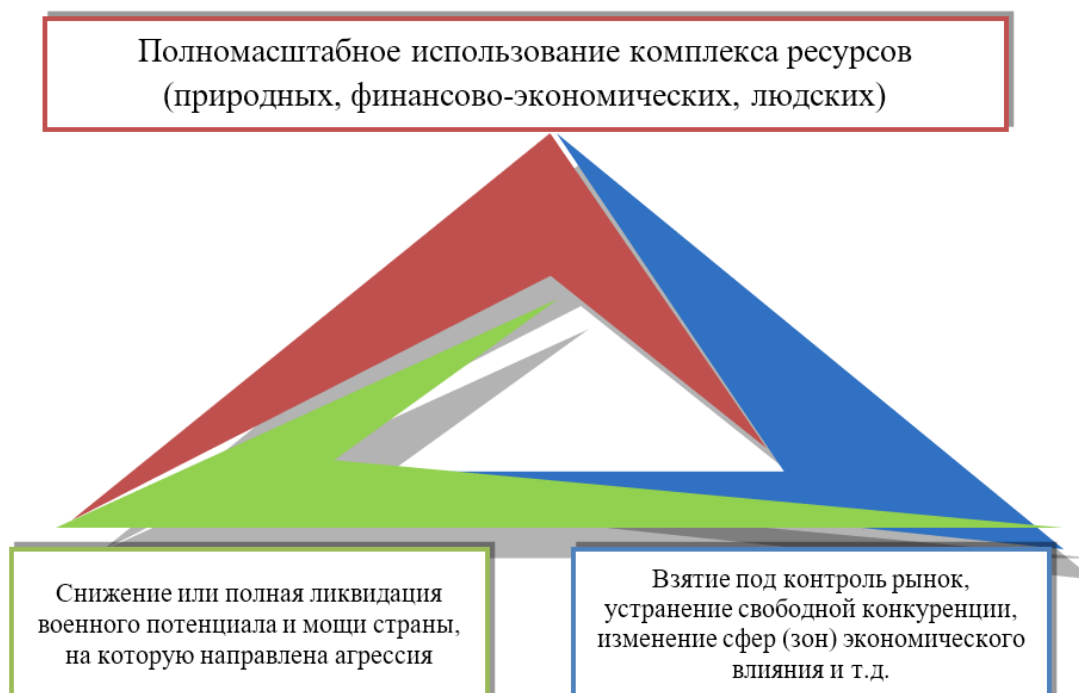 Полномасштабное использование комплекса ресурсов
(природных, финансово-экономических, людских)
Снижение или полная ликвидация
военного потенциала и мощи страны,
на которую направлена агрессия
Взятие под контроль рынок,
устранение свободной конкуренции,
изменение сфер (зон) экономического
влияния и т.д.